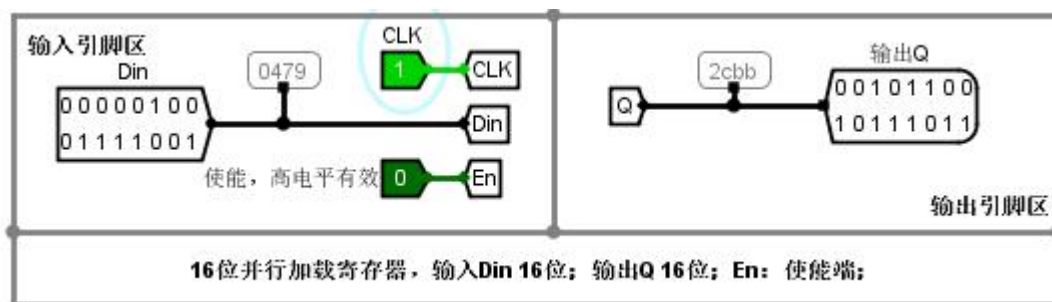 输入引脚区
Din
0479
CLK
1
CLK
00000100
01111001
Din
使能，高电平有效
0
En
Q
2cbb
输出Q
00101100
10111011
输出引脚区
16位并行加载寄存器，输入Din 16位；输出Q 16位；En：使能端；